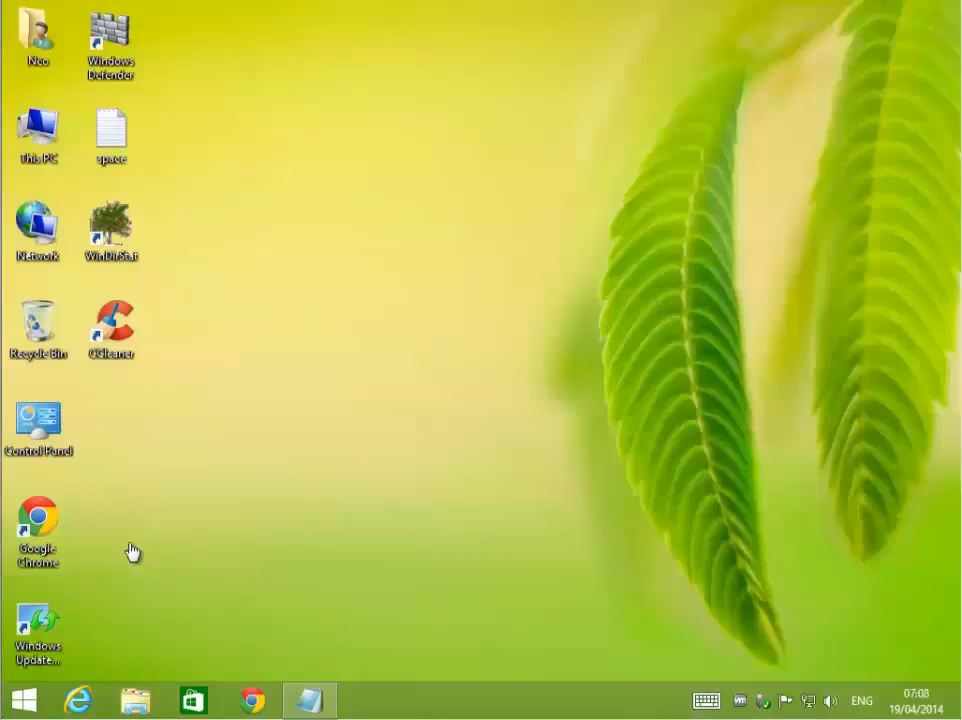 Neo
Windows
Defender
This PC
space
Network
WinDirStat
Recycle Bin
CCleaner
Control Panel
Google
Chrome
Windows
Update...
ENG
07:08
19/04/2014